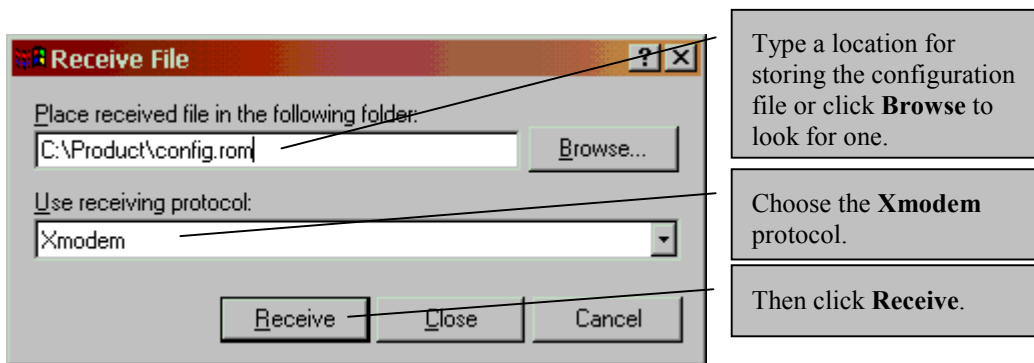 Receive File
Place received file in the following folder:
C:\Product\config.rom
Browse...
Use receiving protocol:
Xmodem
Receive
Close
Cancel
Type a location for
storing the configuration
file or click Browse to
look for one.
Choose the Xmodem
protocol.
Then click Receive.